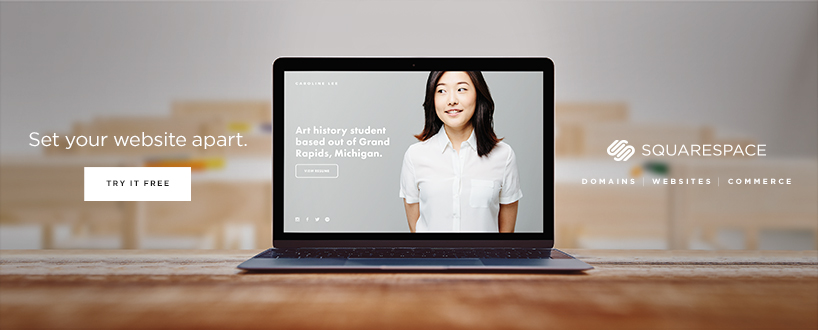 Set your website apart.
TRY IT FREE
CAROLINE LEE
Art history student
based out of Grand
Rapids, Michigan.
VIEW RESUME
SQUARESPACE
DOMAINS | WEBSITES | COMMERCE